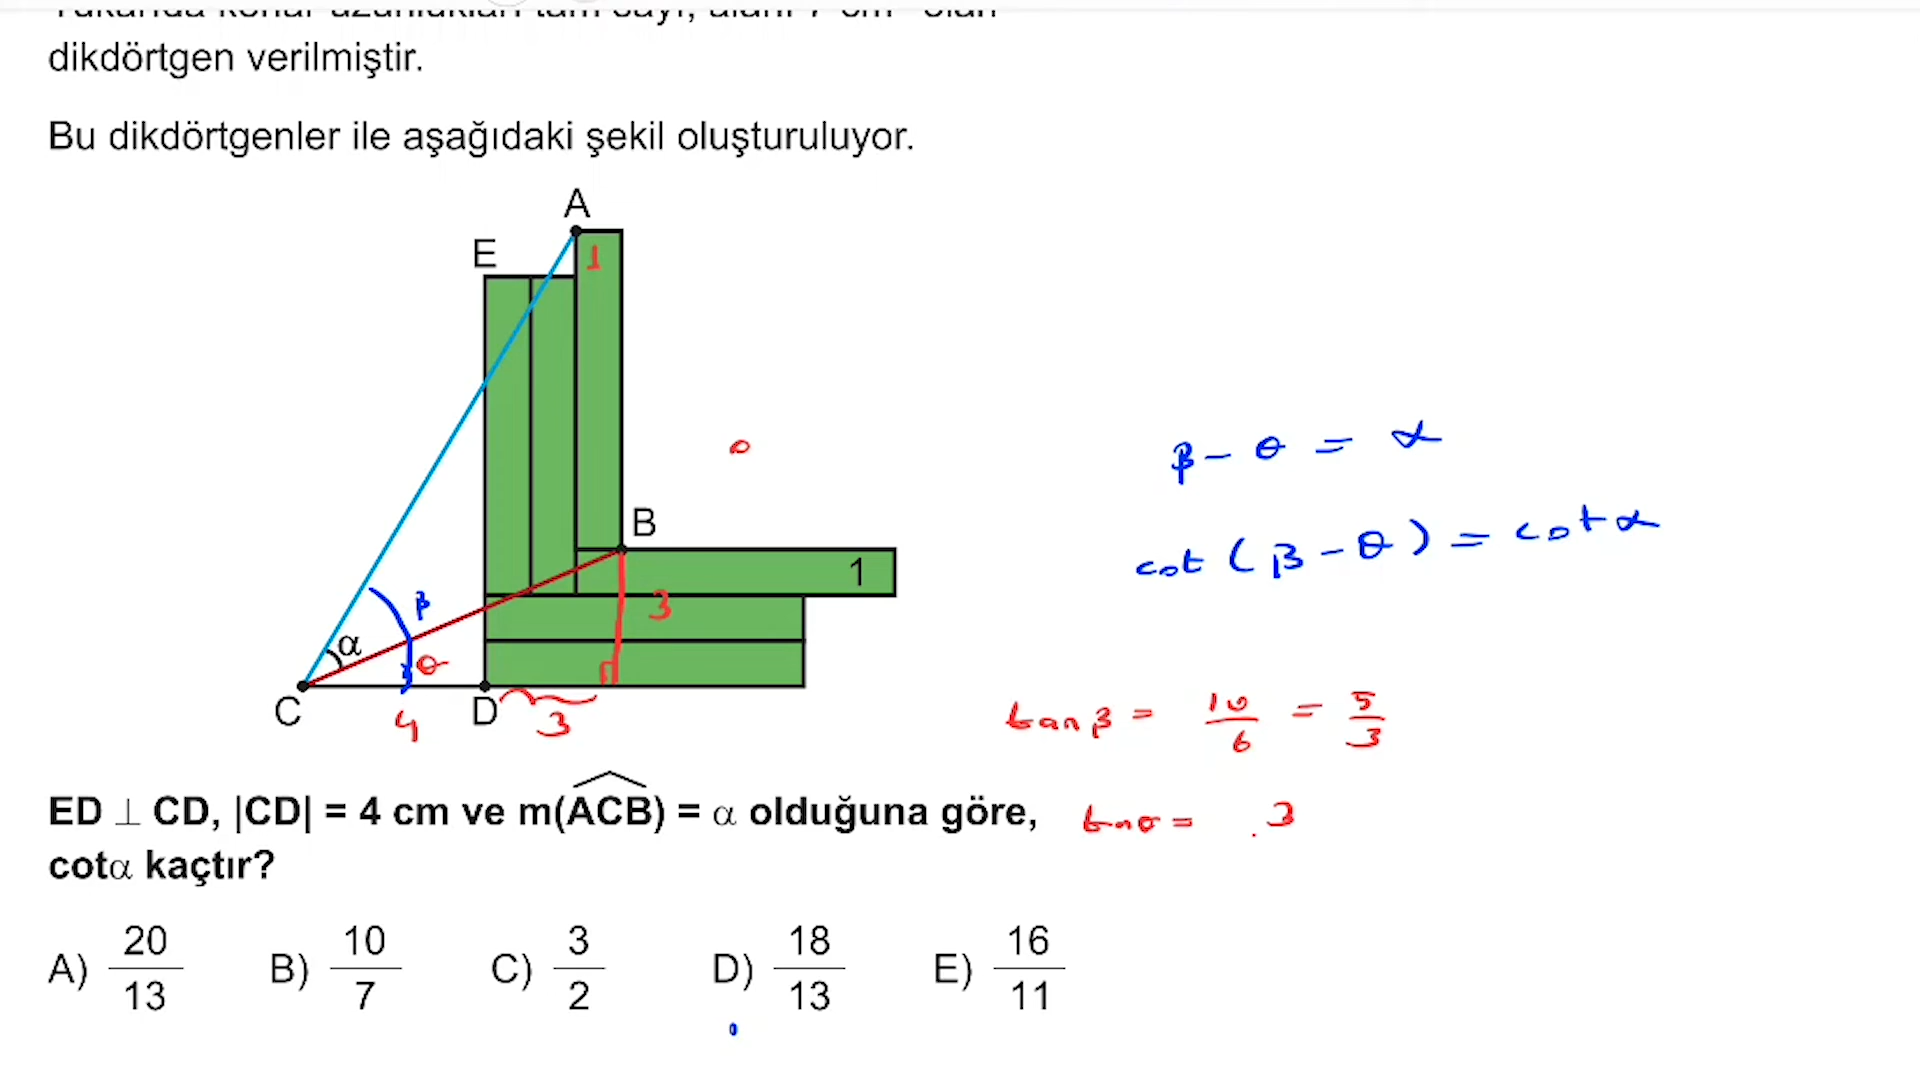 dikdörtgen verilmiştir.
Bu dikdörtgenler ile aşağıdaki şekil oluşturuluyor.
A
E
1
B
1
3
β
α
θ
C
4
D
3
β - θ = α
cot (β - θ) = cot α
tan β = 10/6 = 5/3
tan θ = 3
ED ⊥ CD, |CD| = 4 cm ve m(ACB) = α olduğuna göre,
cotα kaçtır?
A) 20/13 B) 10/7 C) 3/2 D) 18/13 E) 16/11